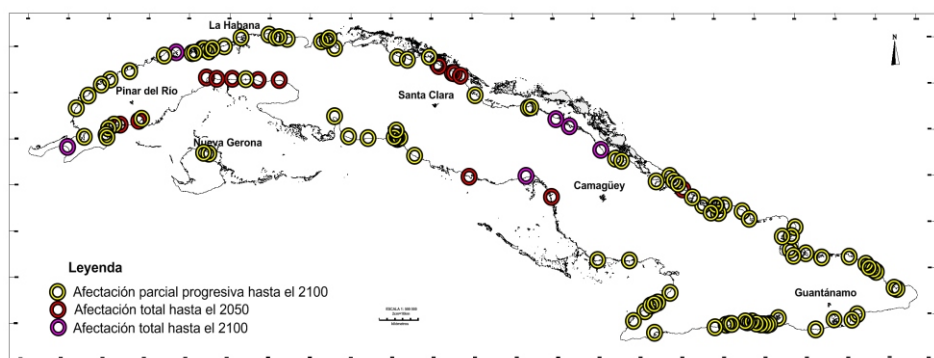 La Habana
N
Pinar del Río
Santa Clara
Nueva Gerona
Camagüey
Leyenda
Afectación parcial progresiva hasta el 2100
Afectación total hasta el 2050
Afectación total hasta el 2100
Guantánamo